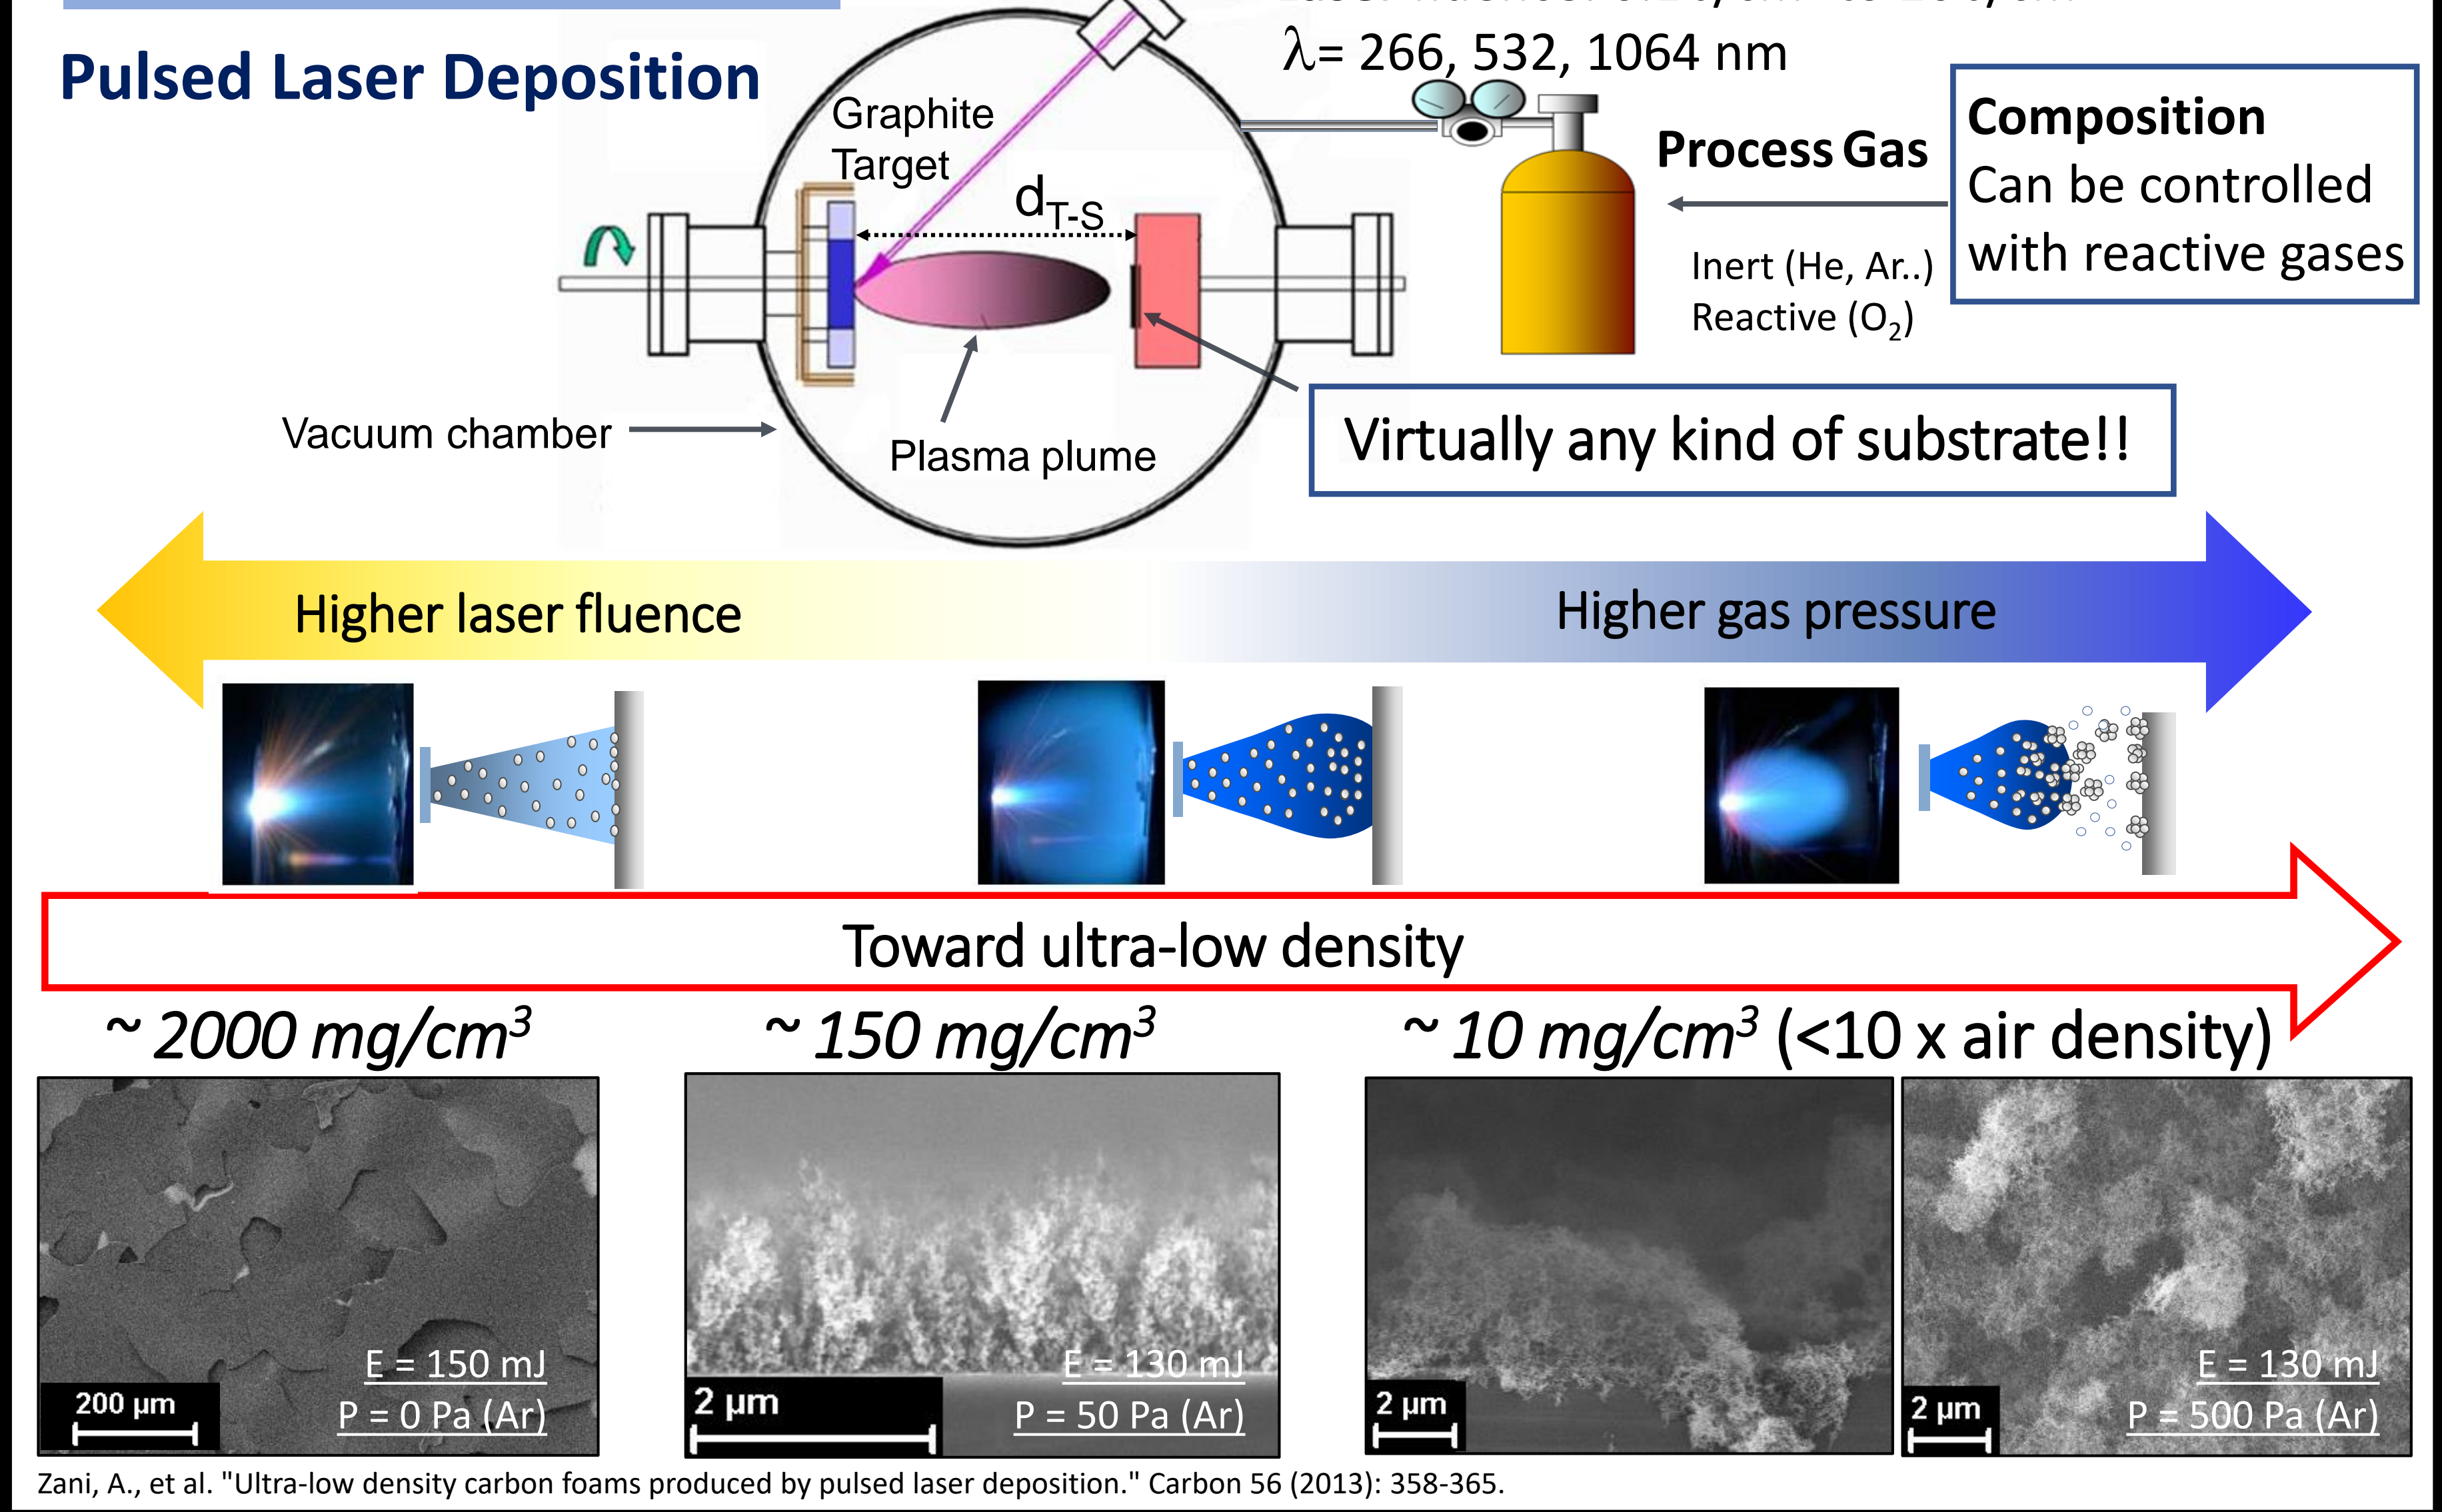 λ= 266, 532, 1064 nm
Pulsed Laser Deposition
Graphite
Target
dT-S
Process Gas
Composition
Can be controlled
with reactive gases
Inert (He, Ar..)
Reactive (O2)
Vacuum chamber
Plasma plume
Virtually any kind of substrate!!
Higher laser fluence
Higher gas pressure
Toward ultra-low density
~ 2000 mg/cm3
~ 150 mg/cm3
~ 10 mg/cm3 (<10 x air density)
E = 150 mJ
P = 0 Pa (Ar)
200 µm
E = 130 mJ
P = 50 Pa (Ar)
2 µm
2 µm
E = 130 mJ
P = 500 Pa (Ar)
2 µm
Zani, A., et al. "Ultra-low density carbon foams produced by pulsed laser deposition." Carbon 56 (2013): 358-365.